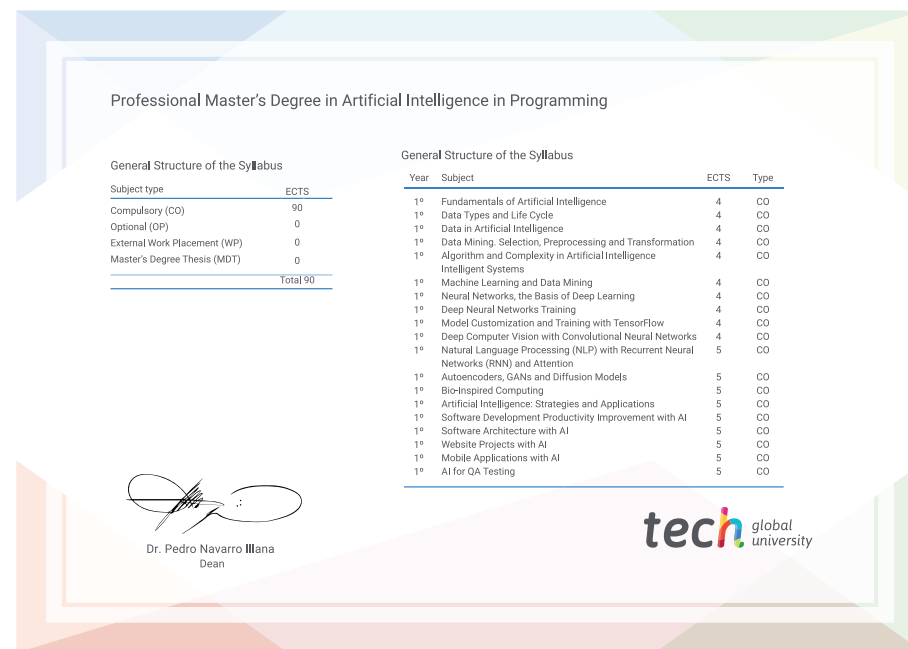 Professional Master's Degree in Artificial Intelligence in Programming
General Structure of the Syllabus
Subject type ECTS
Compulsory (CO) 90
Optional (OP) 0
External Work Placement (WP) 0
Master's Degree Thesis (MDT) 0
Total 90
General Structure of the Syllabus
Year Subject ECTS Type
1º Fundamentals of Artificial Intelligence 4 CO
1º Data Types and Life Cycle 4 CO
1º Data in Artificial Intelligence 4 CO
1º Data Mining. Selection, Preprocessing and Transformation 4 CO
1º Algorithm and Complexity in Artificial Intelligence 4 CO
Intelligent Systems
1º Machine Learning and Data Mining 4 CO
1º Neural Networks, the Basis of Deep Learning 4 CO
1º Deep Neural Networks Training 4 CO
1º Model Customization and Training with TensorFlow 4 CO
1º Deep Computer Vision with Convolutional Neural Networks 4 CO
1º Natural Language Processing (NLP) with Recurrent Neural 5 CO
Networks (RNN) and Attention
1º Autoencoders, GANs and Diffusion Models 5 CO
1º Bio-Inspired Computing 5 CO
1º Artificial Intelligence: Strategies and Applications 5 CO
1º Software Development Productivity Improvement with AI 5 CO
1º Software Architecture with AI 5 CO
1º Website Projects with AI 5 CO
1º Mobile Applications with AI 5 CO
1º AI for QA Testing 5 CO
Dr. Pedro Navarro Illana
Dean
tech global
university